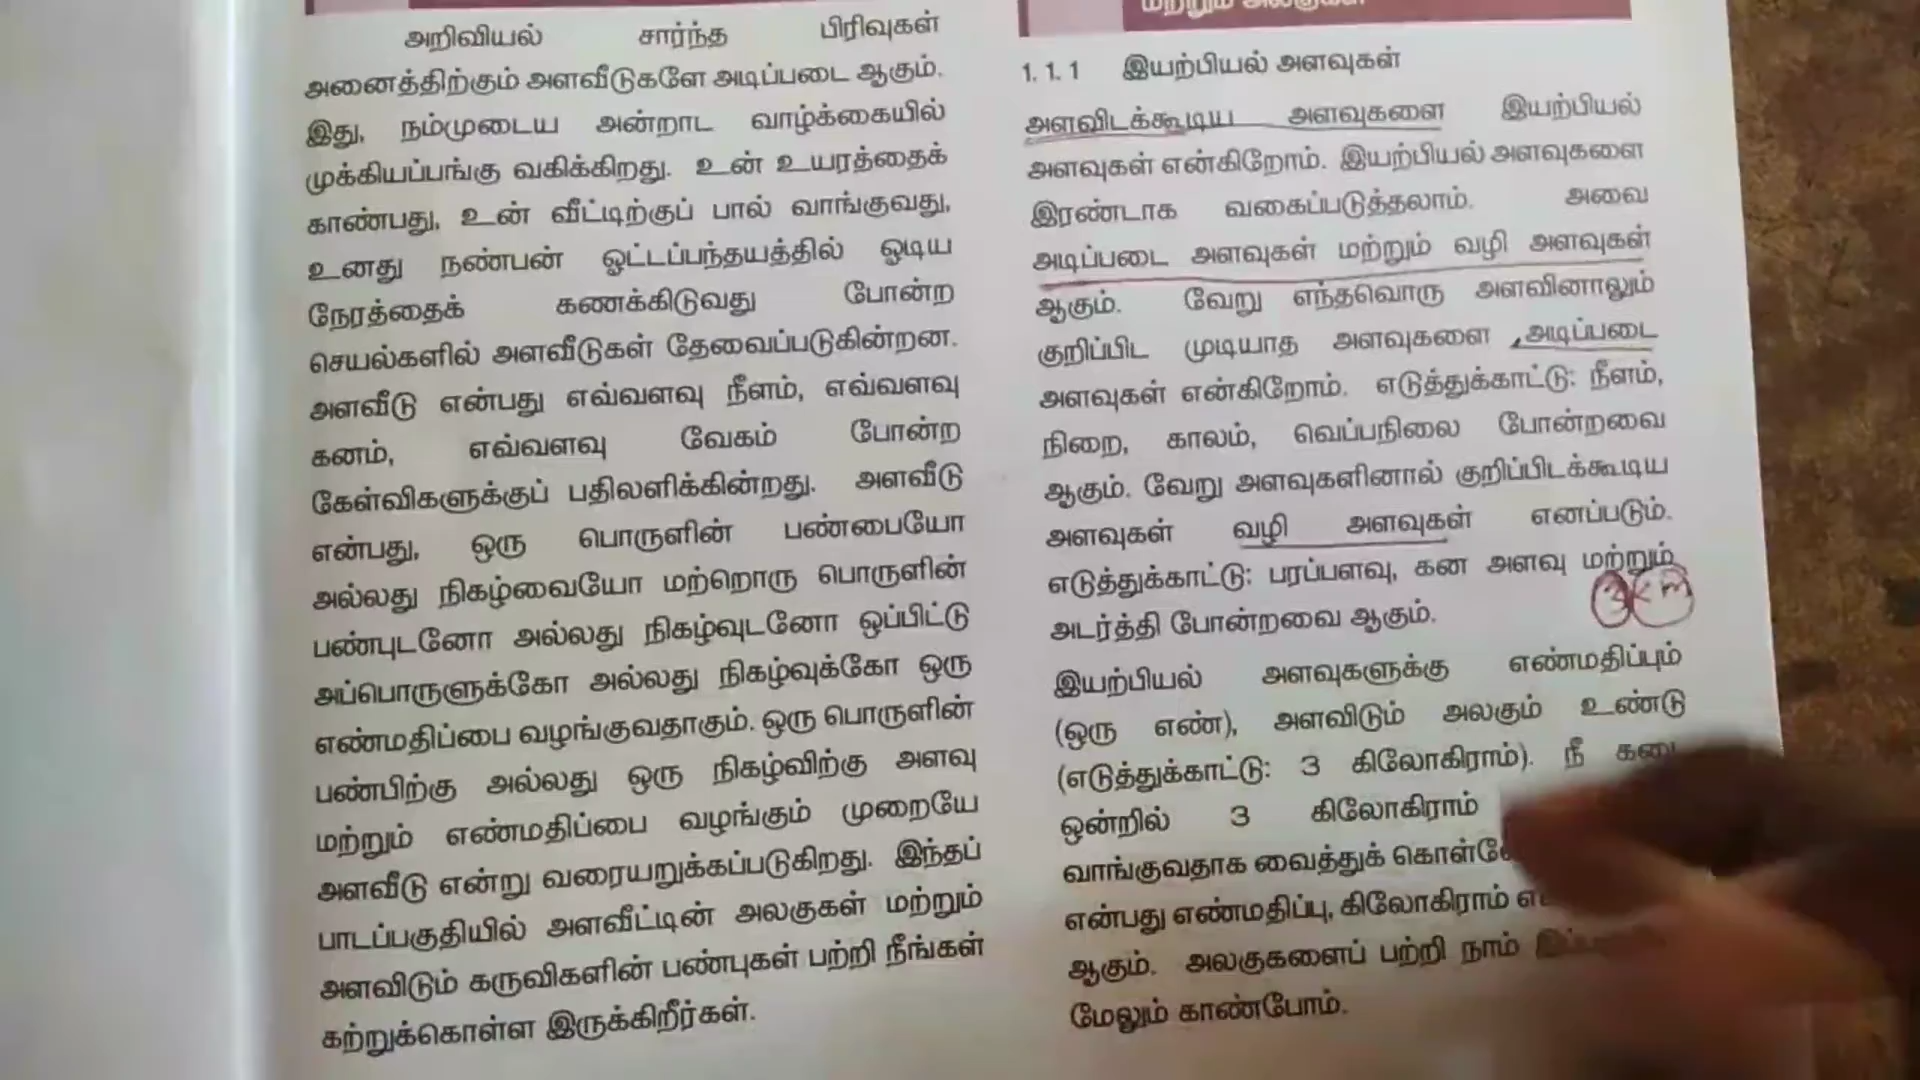 அறிவியல் சார்ந்த பிரிவுகள்
அனைத்திற்கும் அளவீடுகளே அடிப்படை ஆகும்.
இது, நம்முடைய அன்றாட வாழ்க்கையில்
முக்கியப்பங்கு வகிக்கிறது. உன் உயரத்தைக்
காண்பது, உன் வீட்டிற்குப் பால் வாங்குவது,
உனது நண்பன் ஓட்டப்பந்தயத்தில் ஓடிய
நேரத்தைக் கணக்கிடுவது போன்ற
செயல்களில் அளவீடுகள் தேவைப்படுகின்றன.
அளவீடு என்பது எவ்வளவு நீளம், எவ்வளவு
கனம், எவ்வளவு வேகம் போன்ற
கேள்விகளுக்குப் பதிலளிக்கின்றது. அளவீடு
என்பது, ஒரு பொருளின் பண்பையோ
அல்லது நிகழ்வையோ மற்றொரு பொருளின்
பண்புடனோ அல்லது நிகழ்வுடனோ ஒப்பிட்டு
அப்பொருளுக்கோ அல்லது நிகழ்வுக்கோ ஒரு
எண்மதிப்பை வழங்குவதாகும். ஒரு பொருளின்
பண்பிற்கு அல்லது ஒரு நிகழ்விற்கு அளவு
மற்றும் எண்மதிப்பை வழங்கும் முறையே
அளவீடு என்று வரையறுக்கப்படுகிறது. இந்தப்
பாடப்பகுதியில் அளவீட்டின் அலகுகள் மற்றும்
அளவிடும் கருவிகளின் பண்புகள் பற்றி நீங்கள்
கற்றுக்கொள்ள இருக்கிறீர்கள்.
மற்றும் அலகுகள்
1. 1. 1 இயற்பியல் அளவுகள்
அளவிடக்கூடிய அளவுகளை இயற்பியல்
அளவுகள் என்கிறோம். இயற்பியல் அளவுகளை
இரண்டாக வகைப்படுத்தலாம். அவை
அடிப்படை அளவுகள் மற்றும் வழி அளவுகள்
ஆகும். வேறு எந்தவொரு அளவினாலும்
குறிப்பிட முடியாத அளவுகளை அடிப்படை
அளவுகள் என்கிறோம். எடுத்துக்காட்டு: நீளம்,
நிறை, காலம், வெப்பநிலை போன்றவை
ஆகும். வேறு அளவுகளினால் குறிப்பிடக்கூடிய
அளவுகள் வழி அளவுகள் எனப்படும்.
எடுத்துக்காட்டு: பரப்பளவு, கன அளவு மற்றும்
அடர்த்தி போன்றவை ஆகும்.
இயற்பியல் அளவுகளுக்கு எண்மதிப்பும்
(ஒரு எண்), அளவிடும் அலகும் உண்டு
(எடுத்துக்காட்டு: 3 கிலோகிராம்). நீ
ஒன்றில் 3 கிலோகிராம்
வாங்குவதாக வைத்துக்
என்பது எண்மதிப்பு, கிலோகிராம்
ஆகும். அலகுகளைப் பற்றி நாம்
மேலும் காண்போம்.